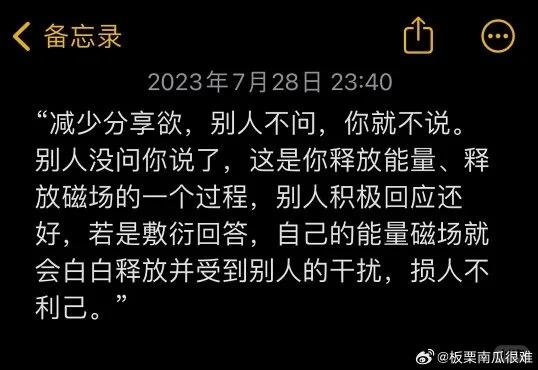 备忘录
2023年7月28日 23:40
“减少分享欲，别人不问，你就不说。
别人没问你说了，这是你释放能量、释
放磁场的一个过程，别人积极回应还
好，若是敷衍回答，自己的能量磁场就
会白白释放并受到别人的干扰，损人不
利己。”
@板栗南瓜很难